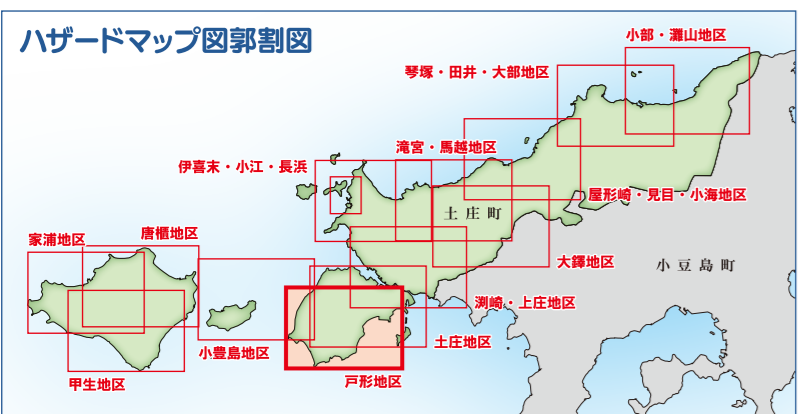 ハザードマップ図郭割図
小部・灘山地区
琴塚・田井・大部地区
滝宮・馬越地区
伊喜末・小江・長浜
屋形崎・見目・小海地区
土庄町
唐櫃地区
家浦地区
大鐸地区
小豆島町
渕崎・上庄地区
土庄地区
小豊島地区
甲生地区
戸形地区